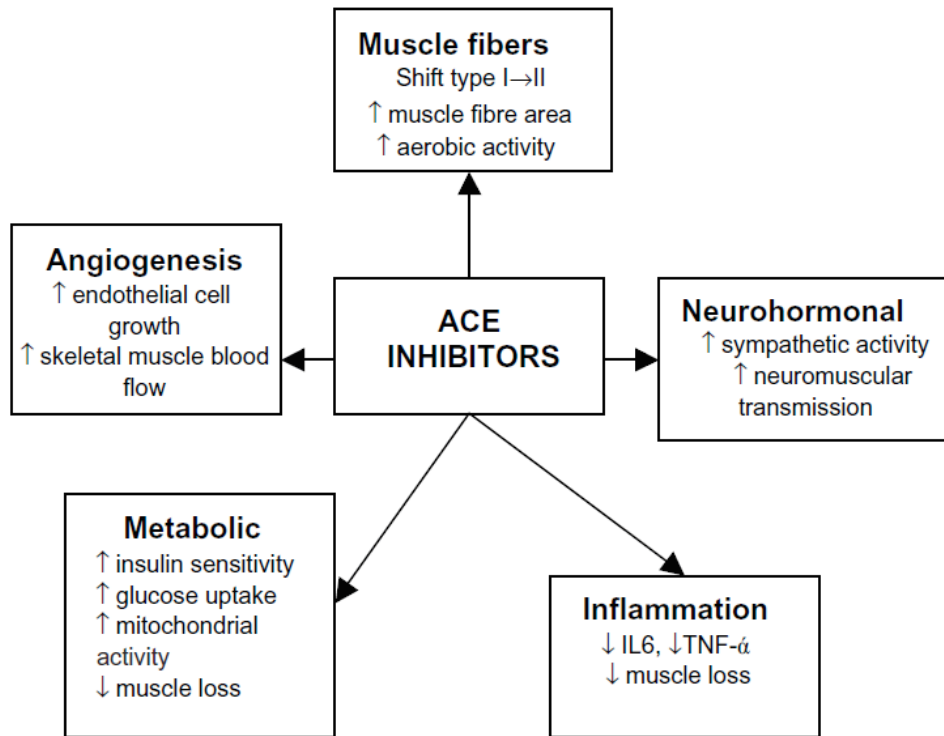 Muscle fibers
Shift type I→II
↑ muscle fibre area
↑ aerobic activity
Angiogenesis
↑ endothelial cell
growth
↑ skeletal muscle blood
flow
ACE
INHIBITORS
Neurohormonal
↑ sympathetic activity
↑ neuromuscular
transmission
Metabolic
↑ insulin sensitivity
↑ glucose uptake
↑ mitochondrial
activity
↓ muscle loss
Inflammation
↓ IL6, ↓TNF-ά
↓ muscle loss